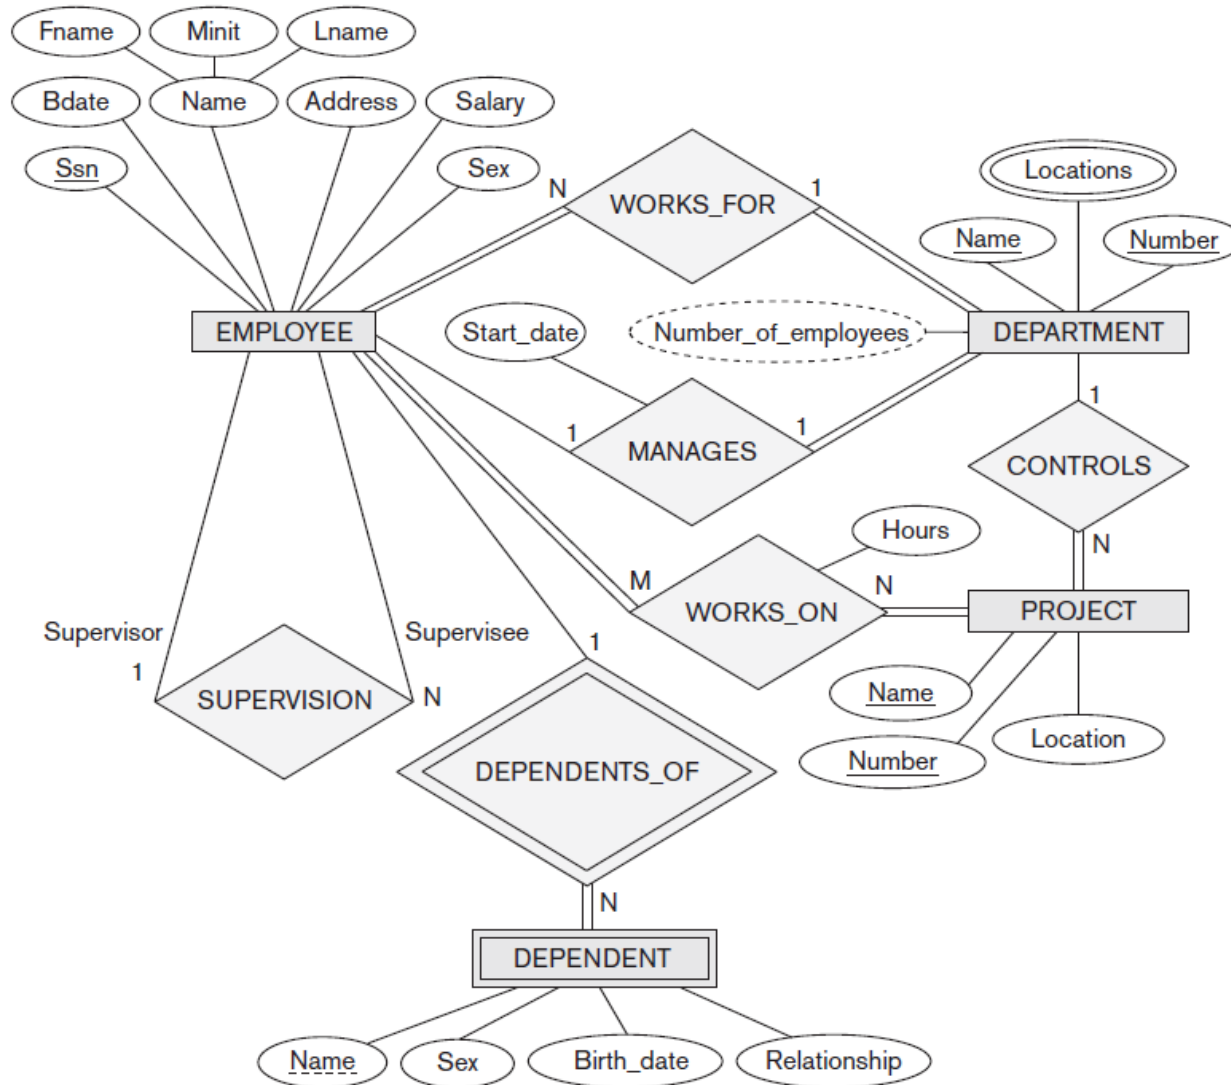 Fname
Minit
Lname
Bdate
Name
Address
Salary
Ssn
Sex
N
WORKS_FOR
1
Locations
Name
Number
EMPLOYEE
Start_date
Number_of_employees
DEPARTMENT
1
MANAGES
1
1
CONTROLS
N
Hours
M
WORKS_ON
N
PROJECT
Supervisor
Supervisee
1
1
SUPERVISION
N
Name
Number
Location
DEPENDENTS_OF
N
DEPENDENT
Name
Sex
Birth_date
Relationship